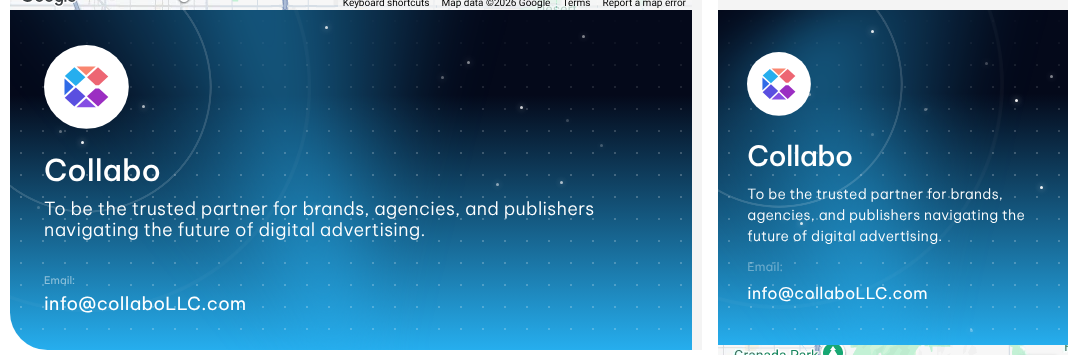 Google
Keyboard shortcuts Map data ©2026 Google Terms Report a map error
Collabo
To be the trusted partner for brands, agencies, and publishers
navigating the future of digital advertising.
Email:
info@collaboLLC.com
Collabo
To be the trusted partner for brands,
agencies, and publishers navigating the
future of digital advertising.
Email:
info@collaboLLC.com
Granada Park